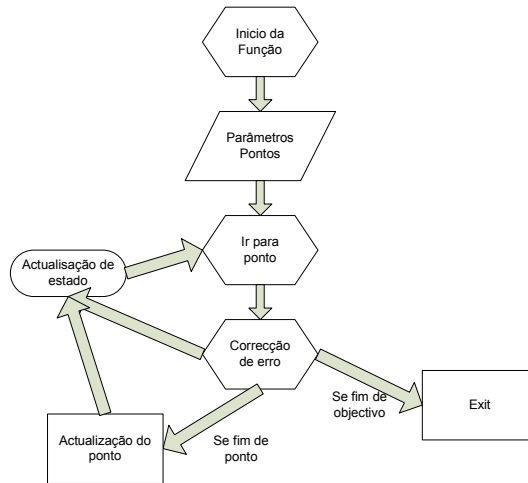 Inicio da
Função
Parâmetros
Pontos
Ir para
ponto
Actualisação de
estado
Correcção
de erro
Se fim de
objectivo
Exit
Actualização do
ponto
Se fim de
ponto